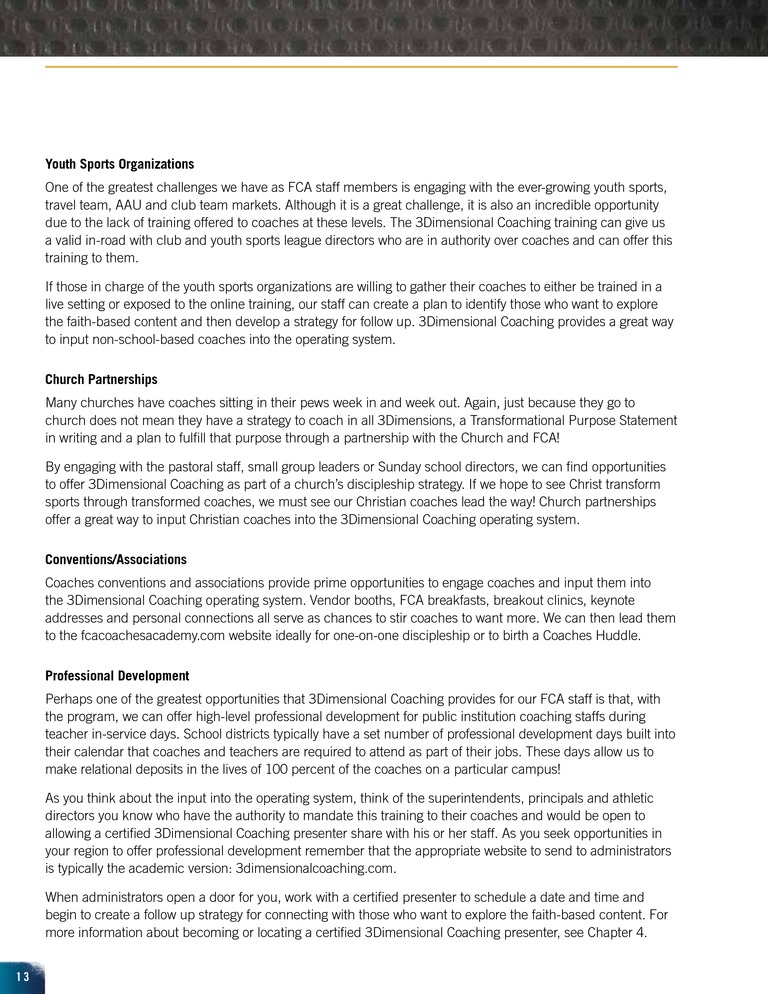 Youth Sports Organizations
One of the greatest challenges we have as FCA staff members is engaging with the ever-growing youth sports,
travel team, AAU and club team markets. Although it is a great challenge, it is also an incredible opportunity
due to the lack of training offered to coaches at these levels. The 3Dimensional Coaching training can give us
a valid in-road with club and youth sports league directors who are in authority over coaches and can offer this
training to them.
If those in charge of the youth sports organizations are willing to gather their coaches to either be trained in a
live setting or exposed to the online training, our staff can create a plan to identify those who want to explore
the faith-based content and then develop a strategy for follow up. 3Dimensional Coaching provides a great way
to input non-school-based coaches into the operating system.
Church Partnerships
Many churches have coaches sitting in their pews week in and week out. Again, just because they go to
church does not mean they have a strategy to coach in all 3Dimensions, a Transformational Purpose Statement
in writing and a plan to fulfill that purpose through a partnership with the Church and FCA!
By engaging with the pastoral staff, small group leaders or Sunday school directors, we can find opportunities
to offer 3Dimensional Coaching as part of a church's discipleship strategy. If we hope to see Christ transform
sports through transformed coaches, we must see our Christian coaches lead the way! Church partnerships
offer a great way to input Christian coaches into the 3Dimensional Coaching operating system.
Conventions/Associations
Coaches conventions and associations provide prime opportunities to engage coaches and input them into
the 3Dimensional Coaching operating system. Vendor booths, FCA breakfasts, breakout clinics, keynote
addresses and personal connections all serve as chances to stir coaches to want more. We can then lead them
to the fcacoachesacademy.com website ideally for one-on-one discipleship or to birth a Coaches Huddle.
Professional Development
Perhaps one of the greatest opportunities that 3Dimensional Coaching provides for our FCA staff is that, with
the program, we can offer high-level professional development for public institution coaching staffs during
teacher in-service days. School districts typically have a set number of professional development days built into
their calendar that coaches and teachers are required to attend as part of their jobs. These days allow us to
make relational deposits in the lives of 100 percent of the coaches on a particular campus!
As you think about the input into the operating system, think of the superintendents, principals and athletic
directors you know who have the authority to mandate this training to their coaches and would be open to
allowing a certified 3Dimensional Coaching presenter share with his or her staff. As you seek opportunities in
your region to offer professional development remember that the appropriate website to send to administrators
is typically the academic version: 3dimensionalcoaching.com.
When administrators open a door for you, work with a certified presenter to schedule a date and time and
begin to create a follow up strategy for connecting with those who want to explore the faith-based content. For
more information about becoming or locating a certified 3Dimensional Coaching presenter, see Chapter 4.
13